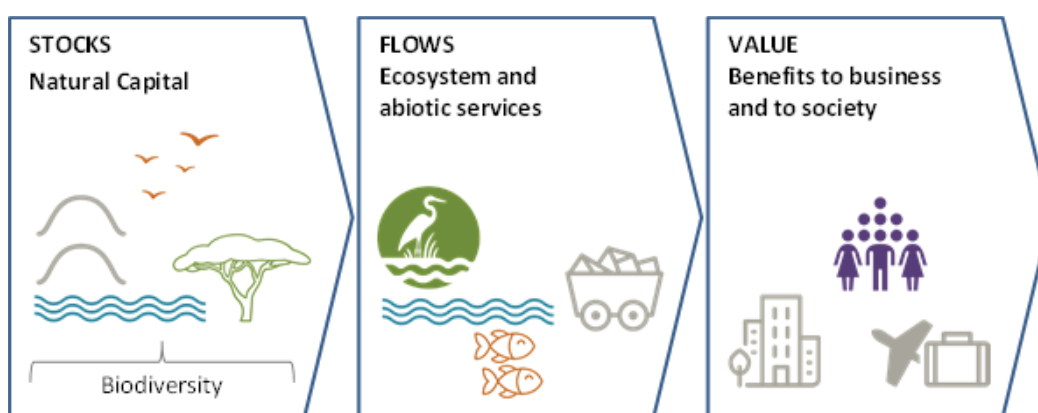 STOCKS
Natural Capital
Biodiversity
FLOWS
Ecosystem and
abiotic services
VALUE
Benefits to business
and to society